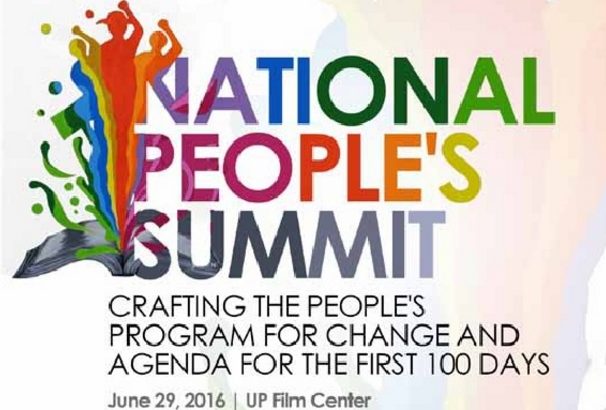 NATIONAL
PEOPLE'S
SUMMIT
CRAFTING THE PEOPLE'S
PROGRAM FOR CHANGE AND
AGENDA FOR THE FIRST 100 DAYS
June 29, 2016 | UP Film Center